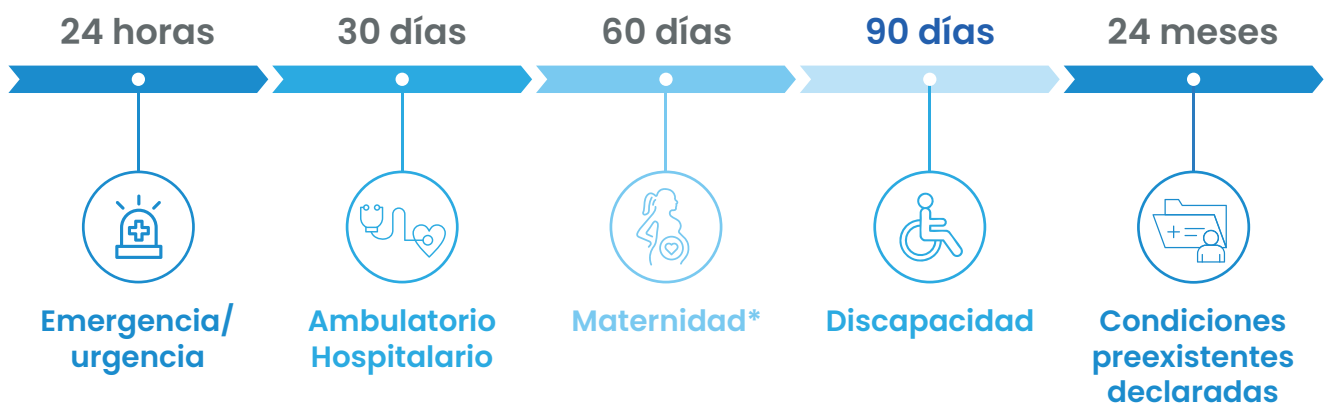 24 horas
30 días
60 días
90 días
24 meses
Emergencia/
urgencia
Ambulatorio
Hospitalario
Maternidad*
Discapacidad
Condiciones
preexistentes
declaradas